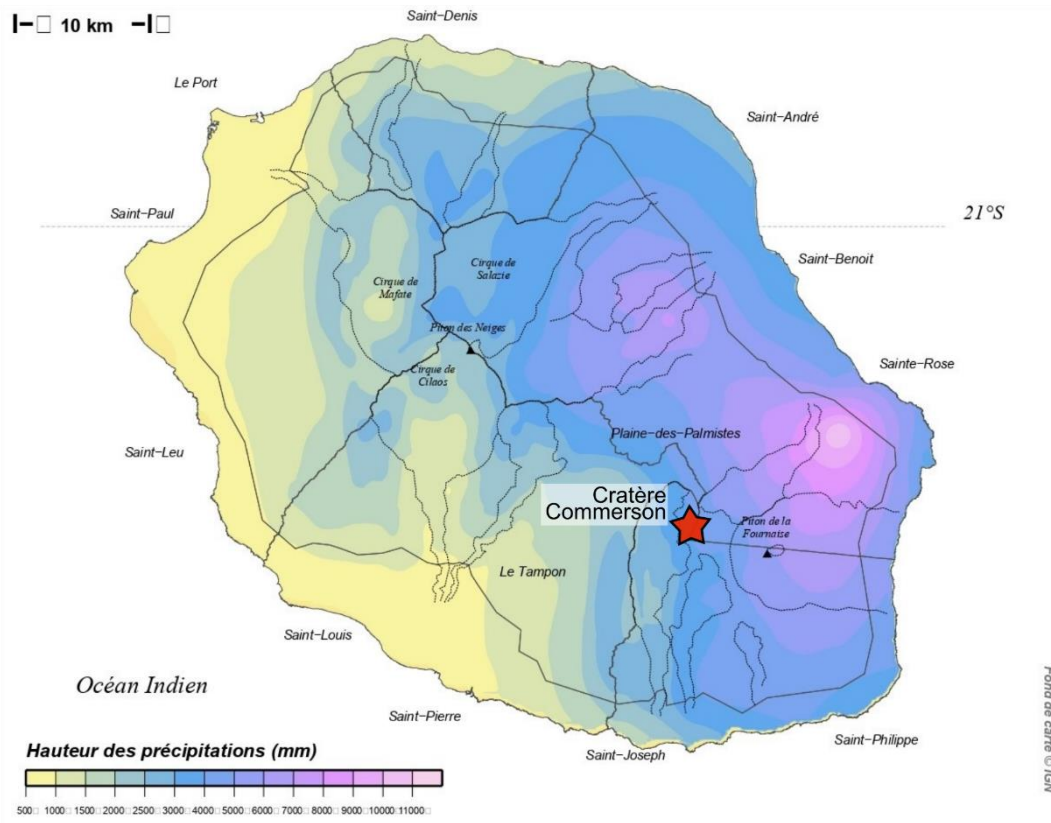 10 km
Saint-Denis
Le Port
Saint-André
Saint-Paul
21°S
Cirque de
Salazie
Saint-Benoit
Cirque de
Mafate
Piton des Neiges
Sainte-Rose
Cirque de
Cilaos
Plaine-des-Palmistes
Saint-Leu
Cratère
Commerson
Piton de la
Fournaise
Le Tampon
Saint-Louis
Océan Indien
Saint-Pierre
Saint-Joseph
Saint-Philippe
Fond de carte © IGN
Hauteur des précipitations (mm)
500 1000 1500 2000 2500 3000 4000 5000 6000 7000 8000 9000 10000 11000